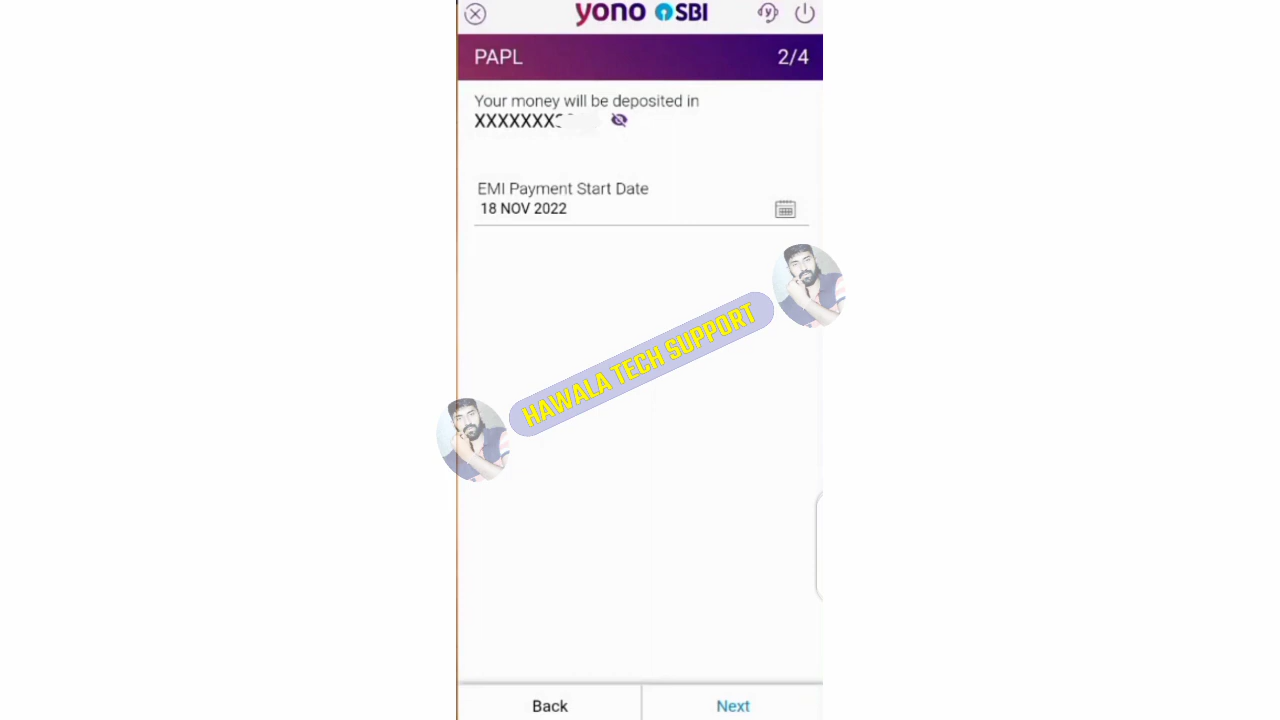 yono SBI
PAPL 2/4
Your money will be deposited in
XXXXXXX
EMI Payment Start Date
18 NOV 2022
HAWALA TECH SUPPORT
Back Next